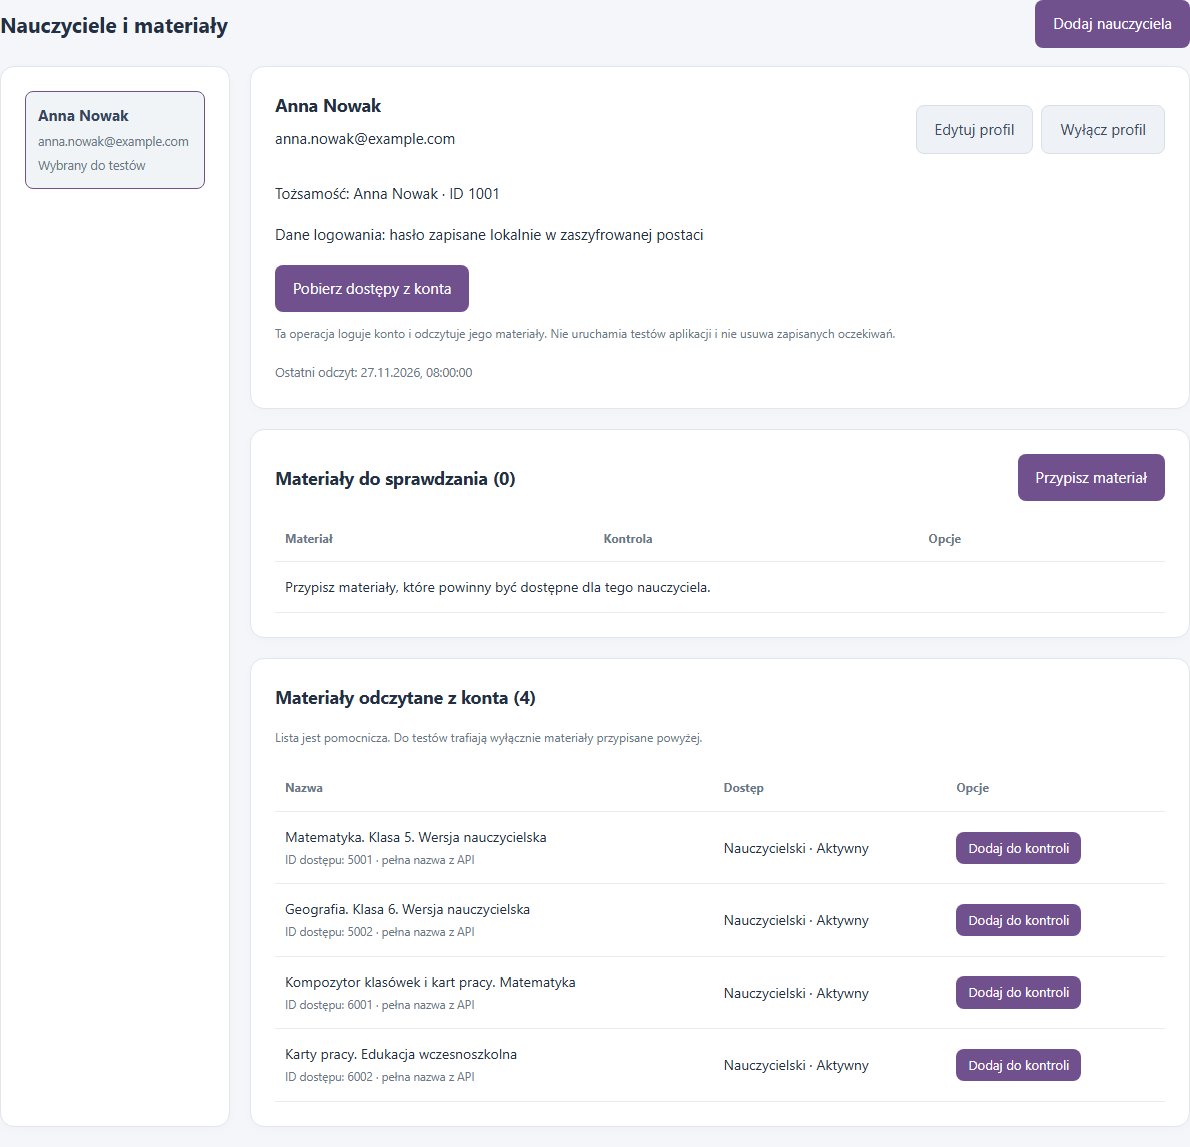 Nauczyciele i materiały
Dodaj nauczyciela
Anna Nowak
anna.nowak@example.com
Wybrany do testów
Anna Nowak
anna.nowak@example.com
Edytuj profil
Wyłącz profil
Tożsamość: Anna Nowak · ID 1001
Dane logowania: hasło zapisane lokalnie w zaszyfrowanej postaci
Pobierz dostępy z konta
Ta operacja loguje konto i odczytuje jego materiały. Nie uruchamia testów aplikacji i nie usuwa zapisanych oczekiwań.
Ostatni odczyt: 27.11.2026, 08:00:00
Materiały do sprawdzania (0)
Przypisz materiał
Materiał Kontrola Opcje
Przypisz materiały, które powinny być dostępne dla tego nauczyciela.
Materiały odczytane z konta (4)
Lista jest pomocnicza. Do testów trafiają wyłącznie materiały przypisane powyżej.
Nazwa Dostęp Opcje
Matematyka. Klasa 5. Wersja nauczycielska
ID dostępu: 5001 · pełna nazwa z API
Nauczycielski · Aktywny
Dodaj do kontroli
Geografia. Klasa 6. Wersja nauczycielska
ID dostępu: 5002 · pełna nazwa z API
Nauczycielski · Aktywny
Dodaj do kontroli
Kompozytor klasówek i kart pracy. Matematyka
ID dostępu: 6001 · pełna nazwa z API
Nauczycielski · Aktywny
Dodaj do kontroli
Karty pracy. Edukacja wczesnoszkolna
ID dostępu: 6002 · pełna nazwa z API
Nauczycielski · Aktywny
Dodaj do kontroli